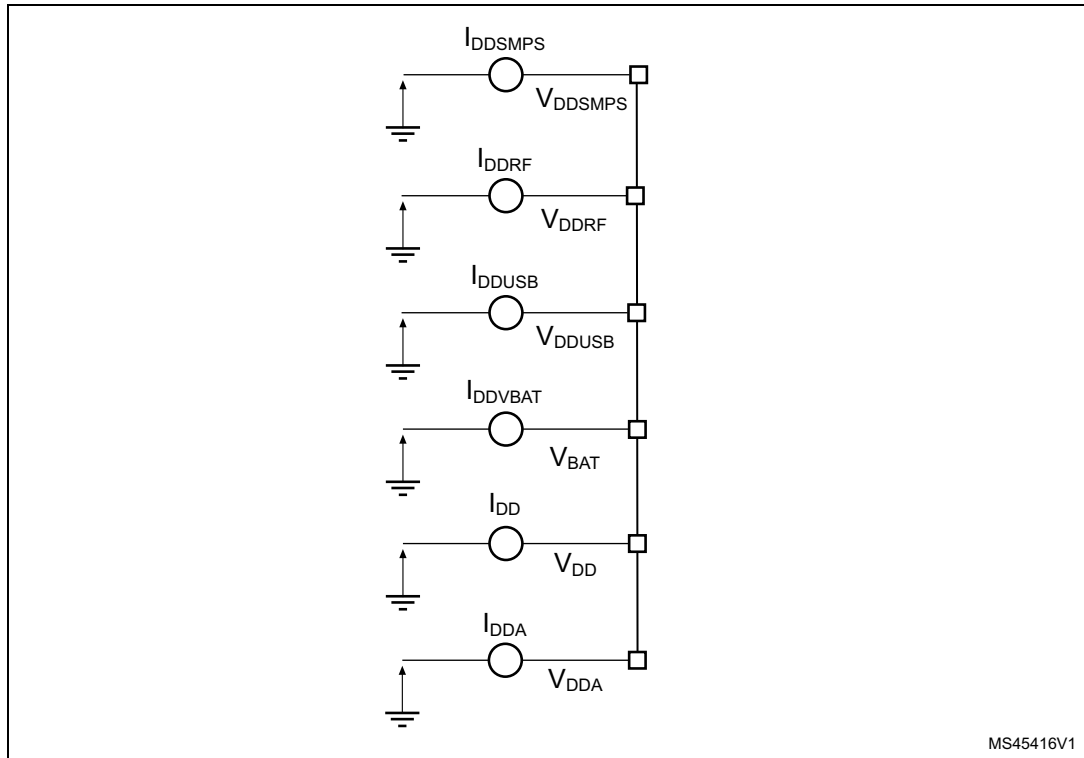 IDDSMPS
VDDSMPS
IDDRF
VDDRF
IDDUSB
VDDUSB
IDDVBAT
VBAT
IDD
VDD
IDDA
VDDA
MS45416V1